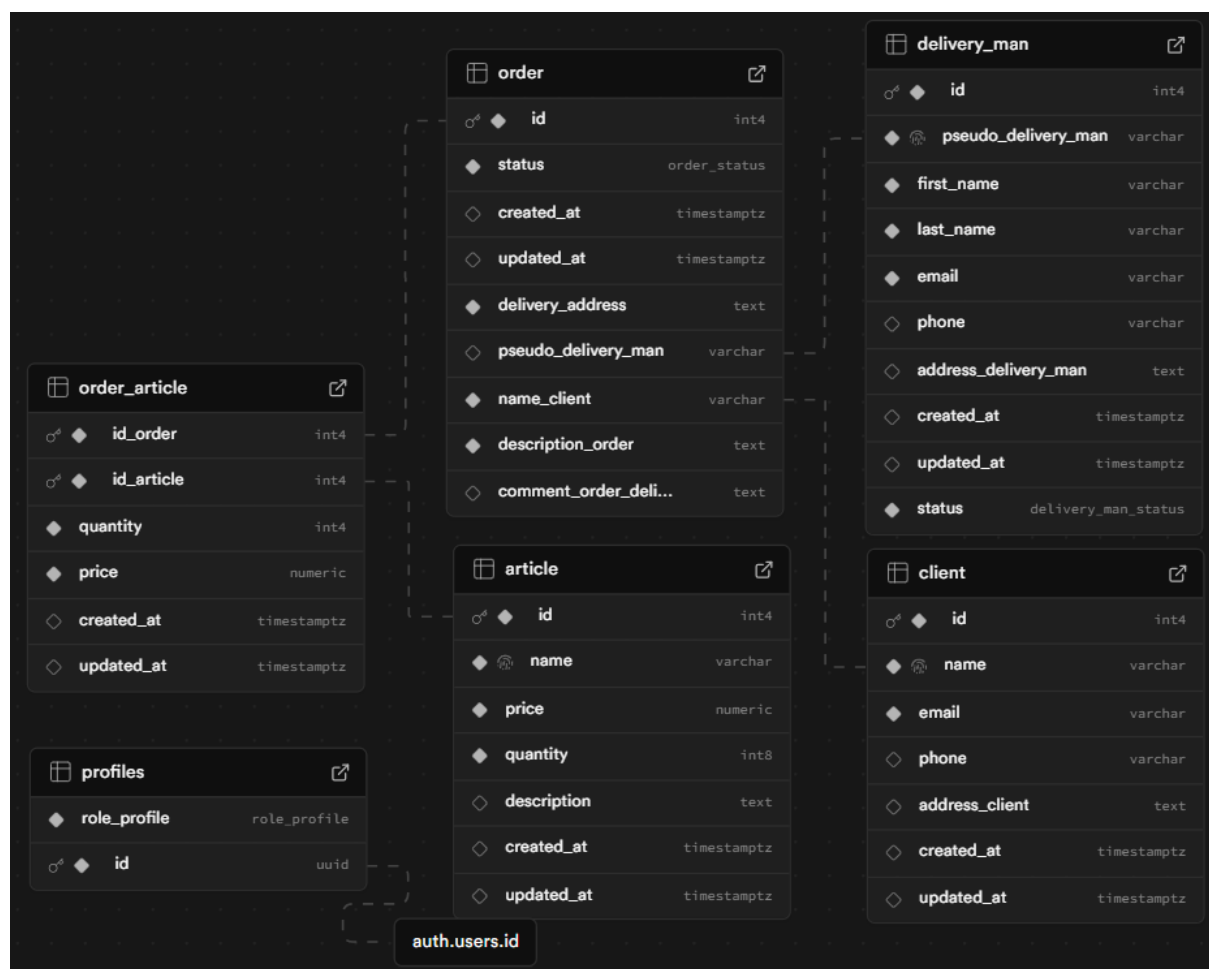 order
id int4
status order_status
created_at timestamptz
updated_at timestamptz
delivery_address text
pseudo_delivery_man varchar
name_client varchar
description_order text
comment_order_deli... text
delivery_man
id int4
pseudo_delivery_man varchar
first_name varchar
last_name varchar
email varchar
phone varchar
address_delivery_man text
created_at timestamptz
updated_at timestamptz
status delivery_man_status
order_article
id_order int4
id_article int4
quantity int4
price numeric
created_at timestamptz
updated_at timestamptz
article
id int4
name varchar
price numeric
quantity int8
description text
created_at timestamptz
updated_at timestamptz
client
id int4
name varchar
email varchar
phone varchar
address_client text
created_at timestamptz
updated_at timestamptz
profiles
role_profile role_profile
id uuid
auth.users.id